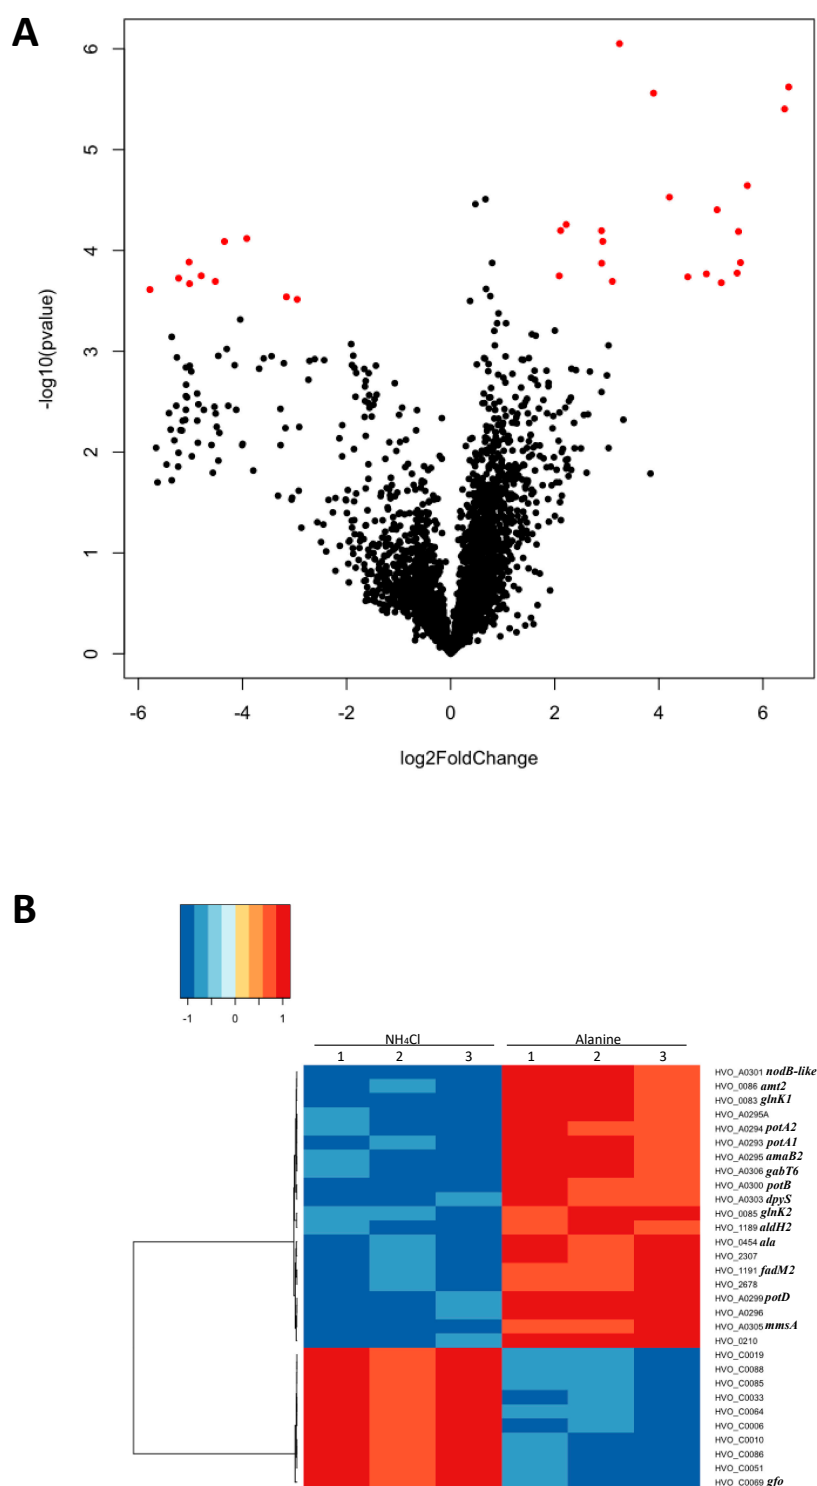 A
6
5
4
3
2
1
0
-log10(pvalue)
-6 -4 -2 0 2 4 6
log2FoldChange
B
-1 0 1
NH4Cl Alanine
1 2 3 1 2 3
HVO_A0301 nodB-like
HVO_0086 amt2
HVO_0083 glnK1
HVO_A0295A
HVO_A0294 potA2
HVO_A0293 potA1
HVO_A0295 amaB2
HVO_A0306 gabT6
HVO_A0300 potB
HVO_A0303 dpyS
HVO_0085 glnK2
HVO_1189 aldH2
HVO_0454 ala
HVO_2307
HVO_1191 fadM2
HVO_2678
HVO_A0299 potD
HVO_A0296
HVO_A0305 mmsA
HVO_0210
HVO_C0019
HVO_C0088
HVO_C0085
HVO_C0033
HVO_C0064
HVO_C0006
HVO_C0010
HVO_C0086
HVO_C0051
HVO_C0069 gfo